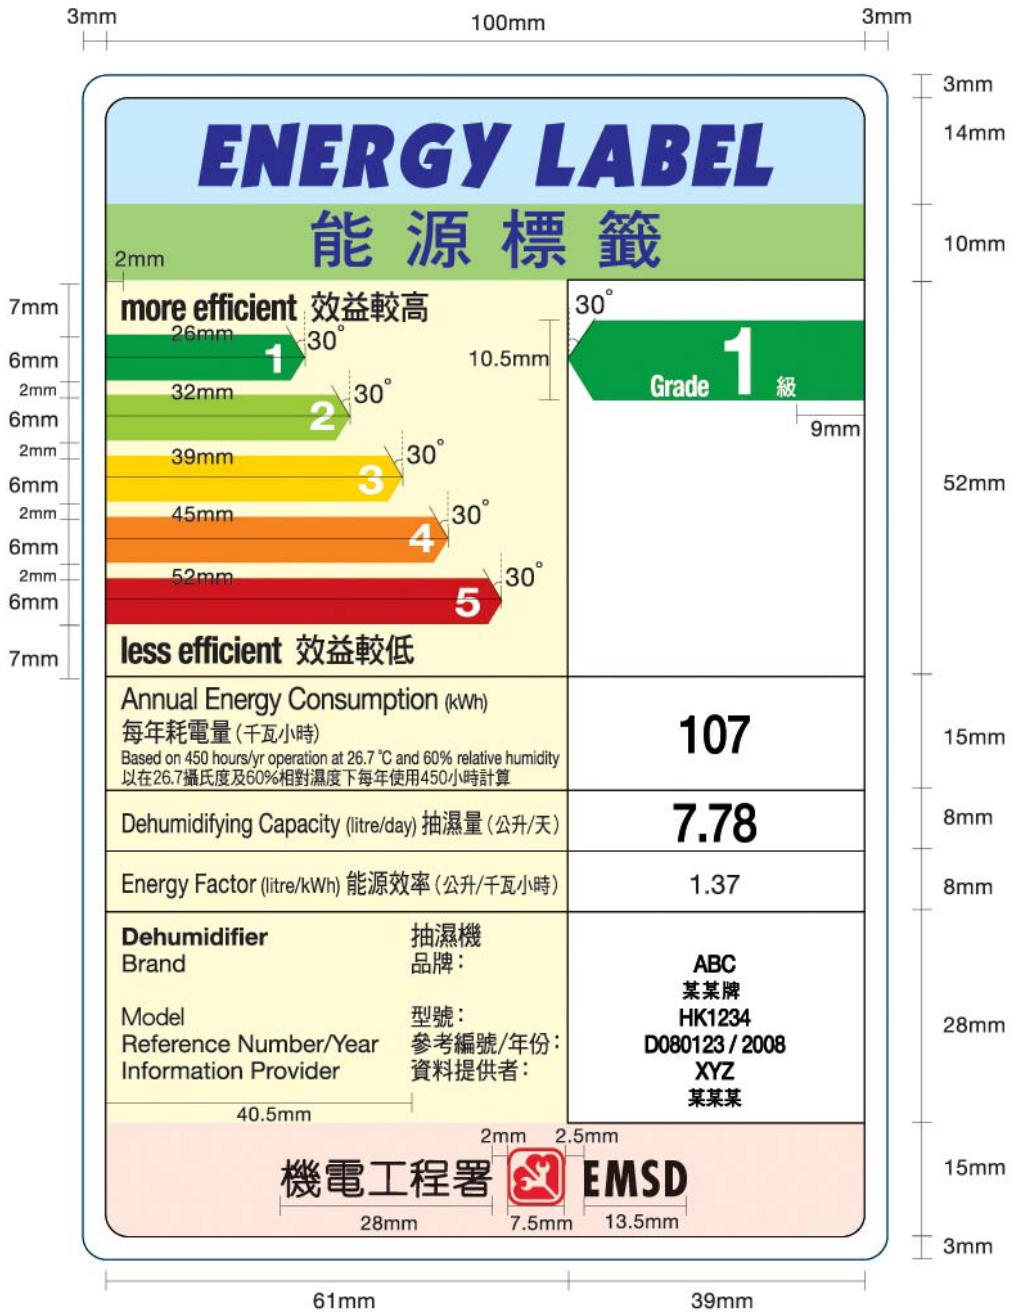 3mm 100mm 3mm
3mm
ENERGY LABEL
14mm
能源標籤
10mm
2mm
7mm
more efficient 效益較高
30°
26mm
30°
1
6mm
10.5mm
Grade 1 級
2mm
32mm
30°
2
6mm
9mm
2mm
39mm
30°
3
6mm
52mm
2mm
45mm
30°
4
6mm
2mm
52mm
30°
5
6mm
less efficient 效益較低
7mm
Annual Energy Consumption (kWh)
每年耗電量(千瓦小時)
Based on 450 hours/yr operation at 26.7 °C and 60% relative humidity
以在26.7攝氏度及60%相對濕度下每年使用450小時計算
107
15mm
Dehumidifying Capacity (litre/day) 抽濕量(公升/天)
7.78
8mm
Energy Factor (litre/kWh) 能源效率(公升/千瓦小時)
1.37
8mm
Dehumidifier 抽濕機
Brand 品牌:
ABC
某某牌
Model 型號:
HK1234
Reference Number/Year 參考編號/年份:
D080123 / 2008
Information Provider 資料提供者:
XYZ
某某某
28mm
40.5mm
2mm 2.5mm
機電工程署 EMSD
15mm
28mm 7.5mm 13.5mm
3mm
61mm 39mm